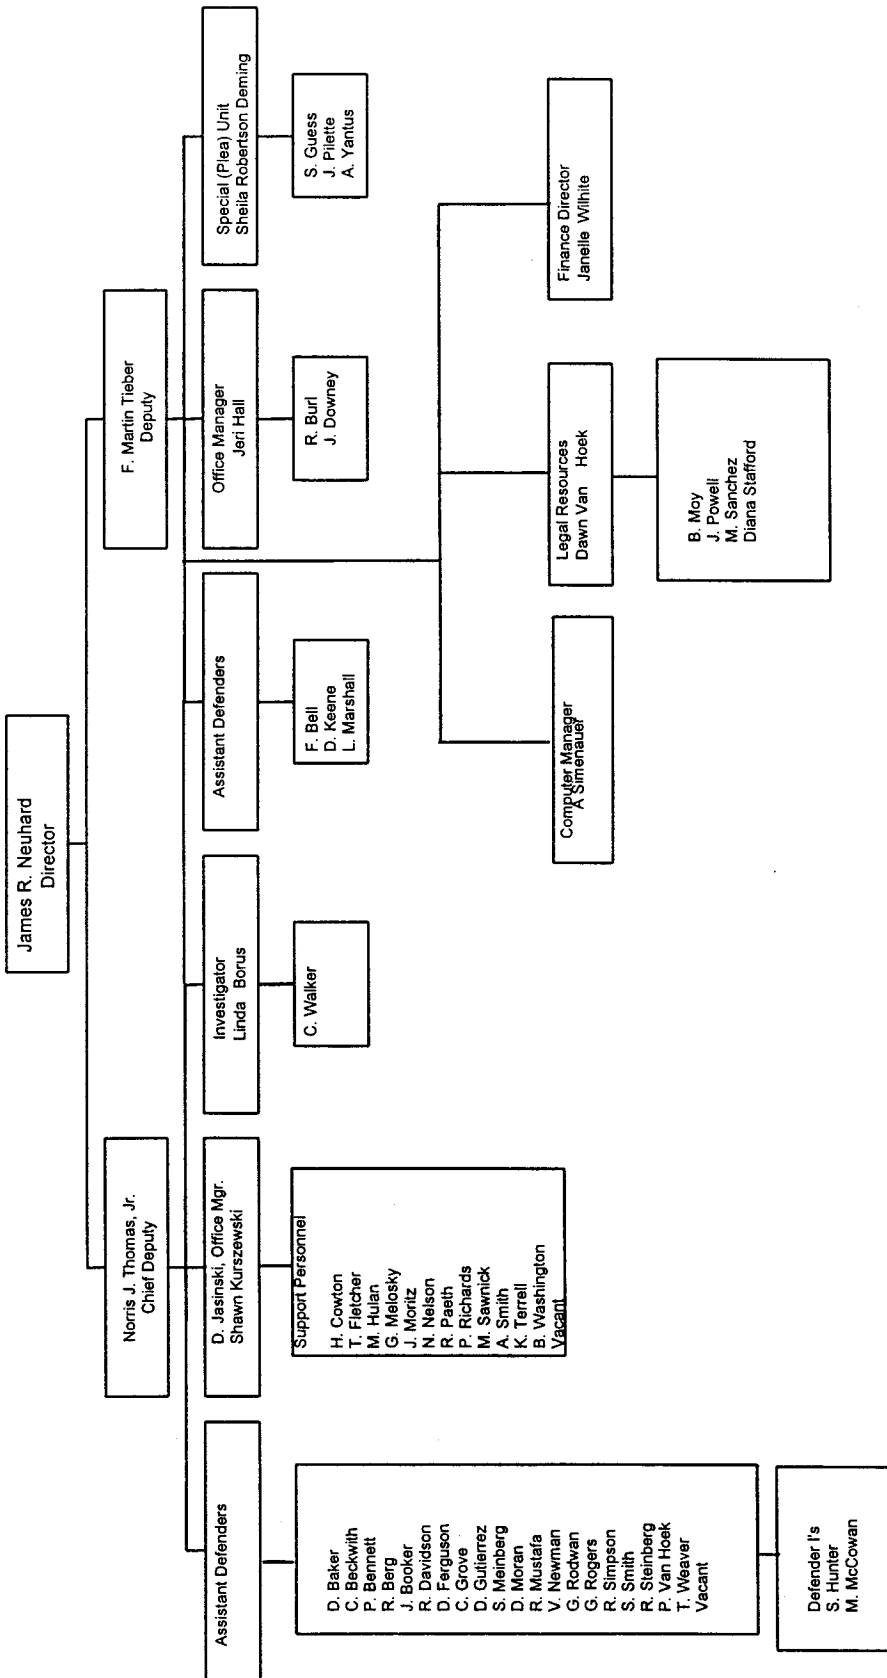 James R. Neuhard
Director
Norris J. Thomas, Jr.
Chief Deputy
F. Martin Tieber
Deputy
Assistant Defenders
D. Jasinski, Office Mgr.
Shawn Kurszewski
Investigator
Linda Borus
Assistant Defenders
Office Manager
Jeri Hall
Special (Plea) Unit
Sheila Robertson Deming
D. Baker
C. Beckwith
P. Bennett
R. Berg
J. Booker
R. Davidson
D. Ferguson
C. Grove
D. Gutierrez
S. Meinberg
D. Moran
R. Mustafa
V. Newman
G. Rodwan
G. Rogers
R. Simpson
S. Smith
R. Steinberg
P. Van Hoek
T. Weaver
Vacant
Support Personnel
H. Cowton
T. Fletcher
M. Hulan
G. Melosky
J. Moritz
N. Nelson
R. Paeth
P. Richards
M. Sawnick
A. Smith
K. Terrell
B. Washington
Vacant
C. Walker
F. Bell
D. Keene
L. Marshall
R. Burl
J. Downey
S. Guess
J. Pilette
A. Yantus
Defender I's
S. Hunter
M. McCowan
Computer Manager
A Simenauer
Legal Resources
Dawn Van Hoek
Finance Director
Janelle Wilhite
B. Moy
J. Powell
M. Sanchez
Diana Stafford